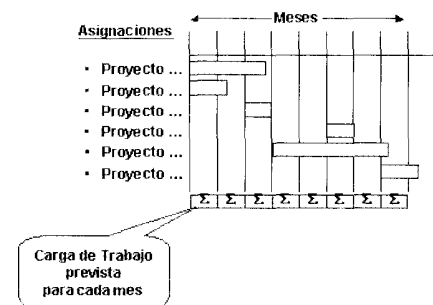 Meses
Asignaciones
• Proyecto ...
• Proyecto ...
• Proyecto ...
• Proyecto ...
• Proyecto ...
• Proyecto ...
Σ Σ Σ Σ Σ Σ Σ Σ
Carga de Trabajo
prevista
para cada mes